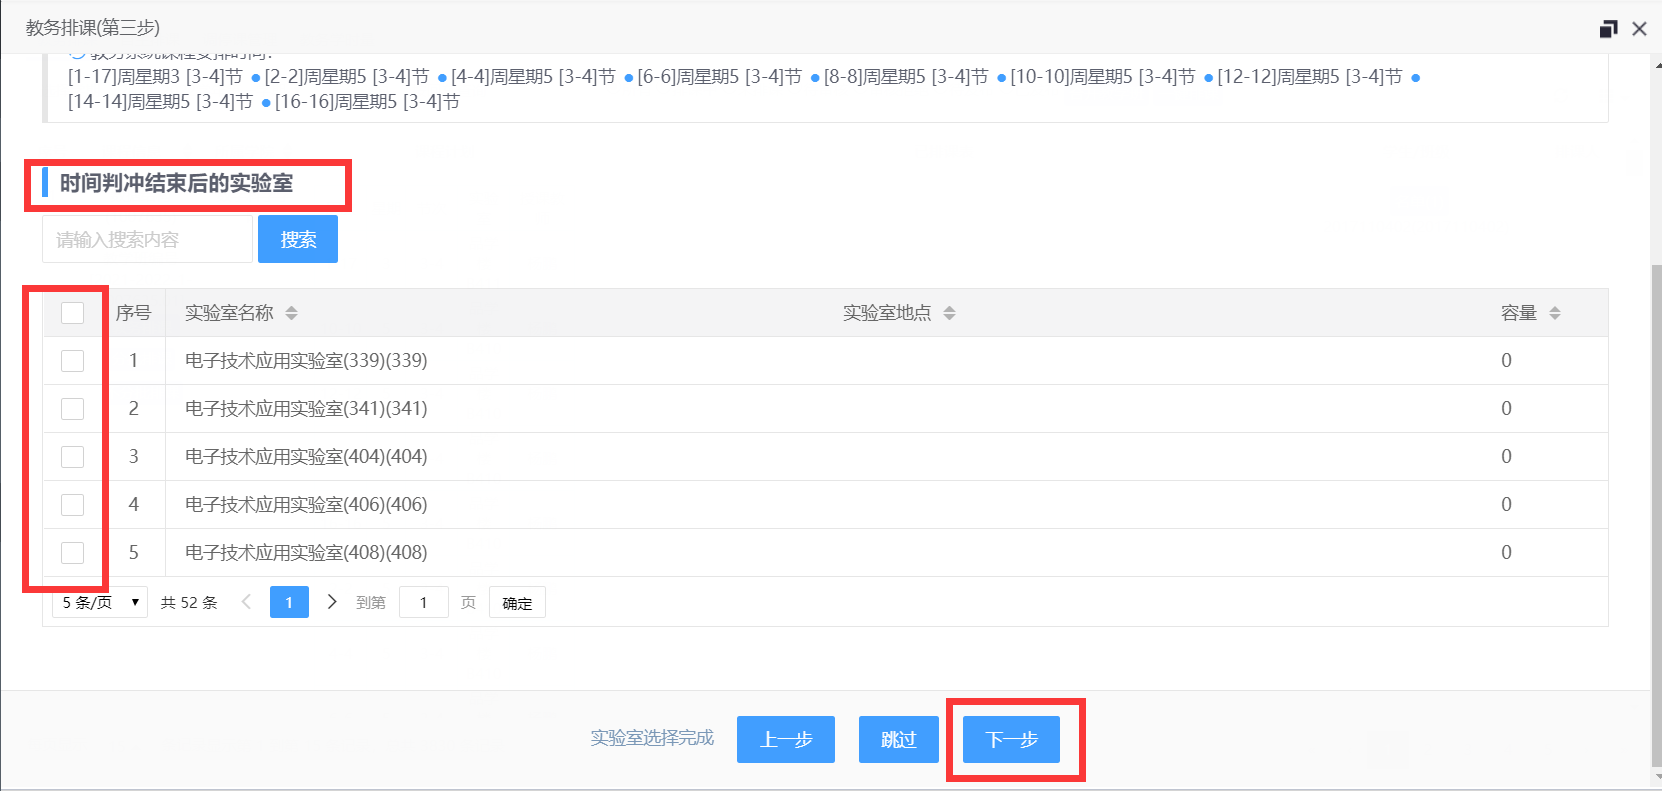 教务排课(第三步)
教务系统课程安排时间:
[1-17]周星期3 [3-4]节 ●[2-2]周星期5 [3-4]节 ●[4-4]周星期5 [3-4]节 ●[6-6]周星期5 [3-4]节 ●[8-8]周星期5 [3-4]节 ●[10-10]周星期5 [3-4]节 ●[12-12]周星期5 [3-4]节 ●
[14-14]周星期5 [3-4]节 ●[16-16]周星期5 [3-4]节
时间判冲结束后的实验室
请输入搜索内容 搜索
序号 实验室名称 实验室地点 容量
1 电子技术应用实验室(339)(339) 0
2 电子技术应用实验室(341)(341) 0
3 电子技术应用实验室(404)(404) 0
4 电子技术应用实验室(406)(406) 0
5 电子技术应用实验室(408)(408) 0
5 条/页 共 52 条 1 到第 1 页 确定
实验室选择完成 上一步 跳过 下一步